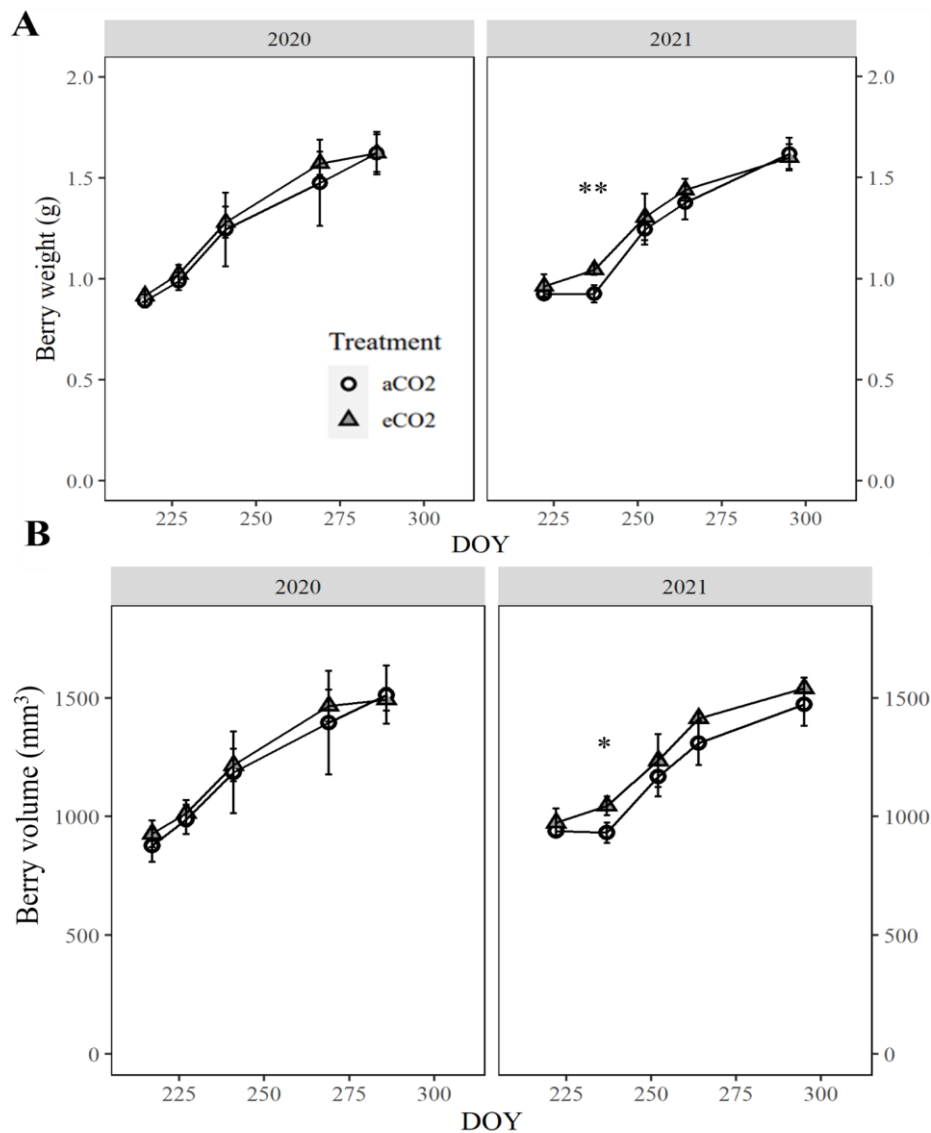 A
2020 2021
2.0 2.0
1.5 1.5
**
1.0 1.0
Berry weight (g)
Treatment
aCO2
eCO2
0.5 0.5
0.0 0.0
225 250 275 300 225 250 275 300
DOY
B
2020 2021
1500 1500
*
1000 1000
Berry volume (mm³)
500 500
0 0
225 250 275 300 225 250 275 300
DOY